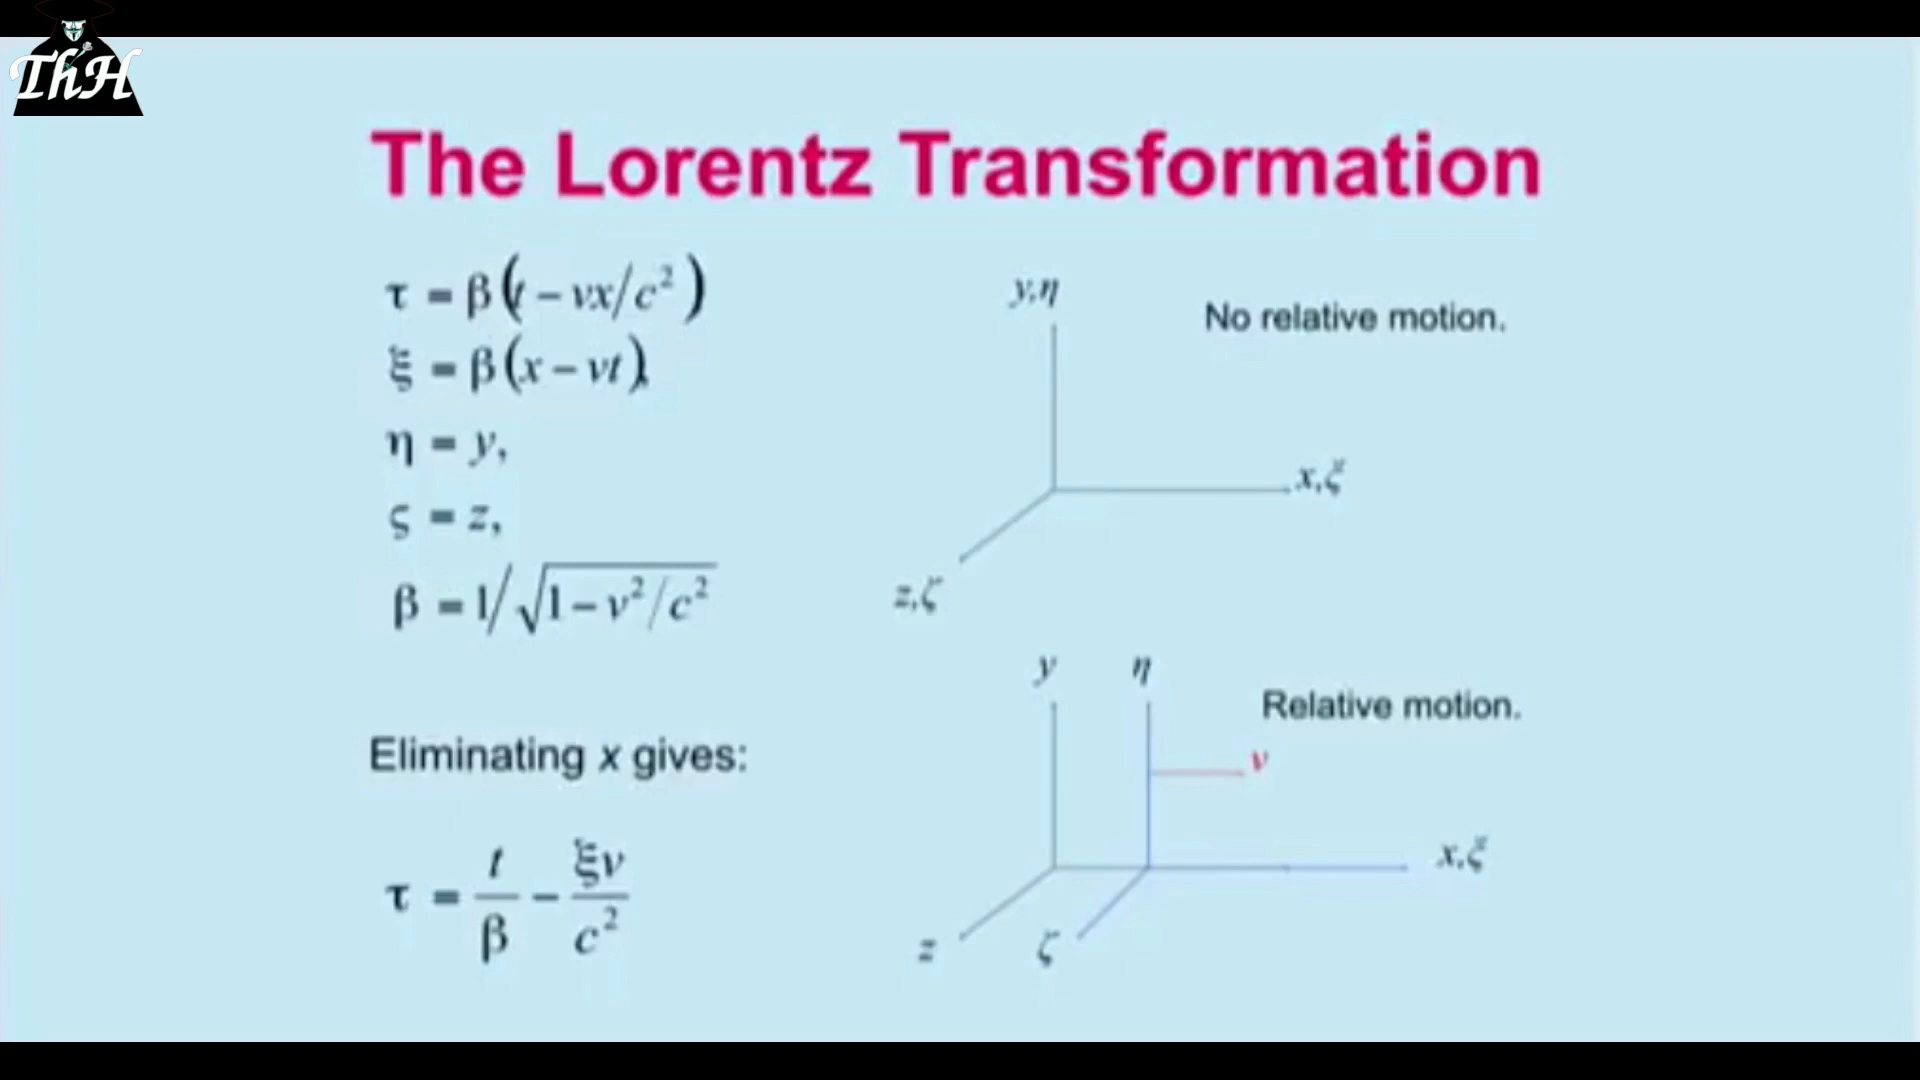 ThH
The Lorentz Transformation
τ = β(t − vx/c²)
ξ = β(x − vt),
η = y,
ς = z,
β = 1/√1 − v²/c²
Eliminating x gives:
τ = t/β − ξv/c²
y,η
No relative motion.
x,ξ
z,ζ
y η
Relative motion.
v
x,ξ
z ζ